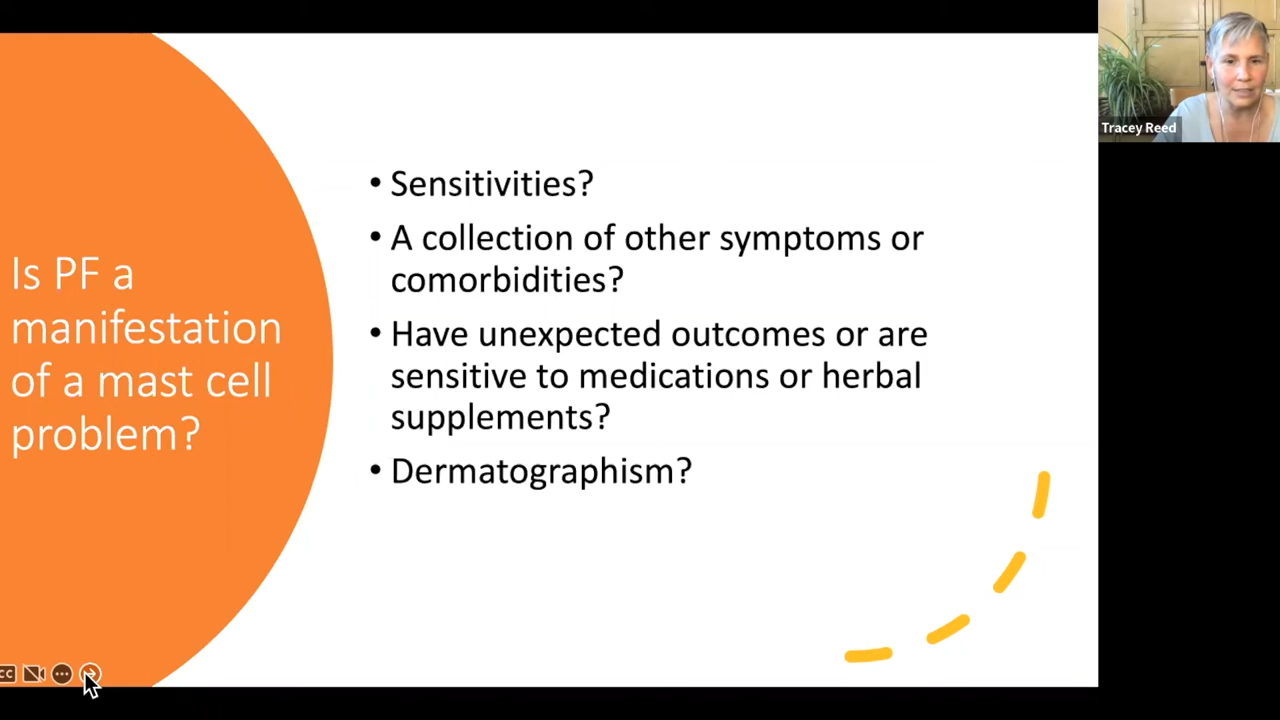 Is PF a
manifestation
of a mast cell
problem?
• Sensitivities?
• A collection of other symptoms or
comorbidities?
• Have unexpected outcomes or are
sensitive to medications or herbal
supplements?
• Dermatographism?
Tracey Reed
CC